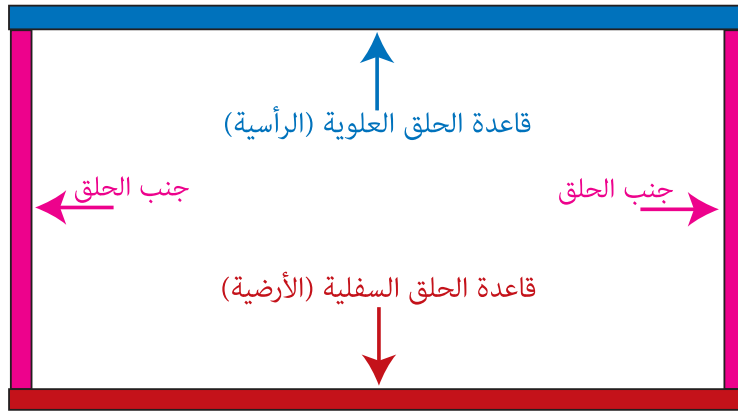 قاعدة الحلق العلوية (الرأسية)
جنب الحلق
جنب الحلق
قاعدة الحلق السفلية (الأرضية)